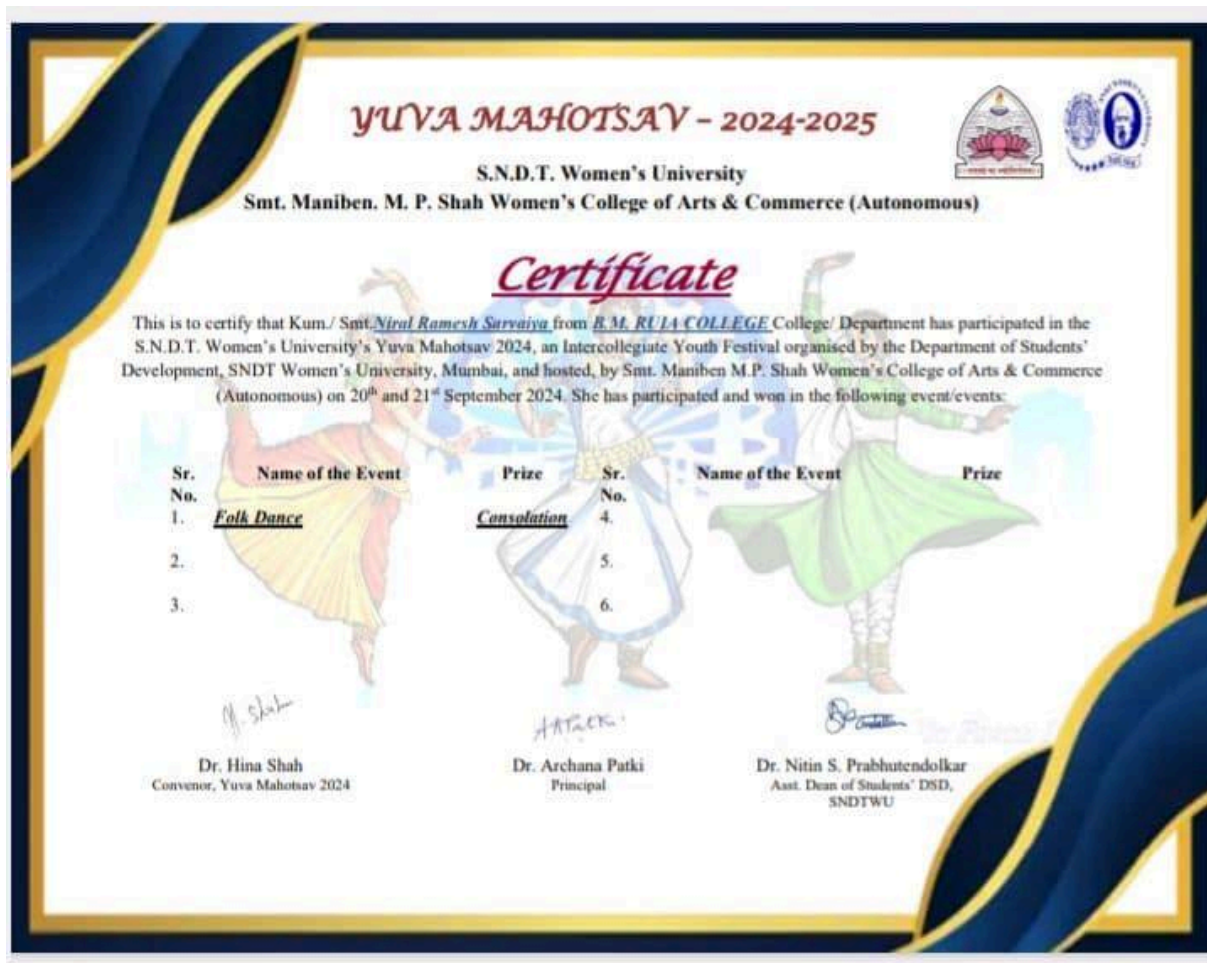 YUVA MAHOTSAV – 2024-2025
S.N.D.T. Women's University
Smt. Maniben. M. P. Shah Women's College of Arts & Commerce (Autonomous)
Certificate
This is to certify that Kum./ Smt.Niral Ramesh Sarvaiya from B.M. RUIA COLLEGE College/ Department has participated in the
S.N.D.T. Women's University's Yuva Mahotsav 2024, an Intercollegiate Youth Festival organised by the Department of Students'
Development, SNDT Women's University, Mumbai, and hosted, by Smt. Maniben M.P. Shah Women's College of Arts & Commerce
(Autonomous) on 20th and 21st September 2024. She has participated and won in the following event/events:
Sr. No. Name of the Event Prize Sr. No. Name of the Event Prize
1. Folk Dance Consolation 4.
2. 5.
3. 6.
H. Shah
Dr. Hina Shah Dr. Archana Patki Dr. Nitin S. Prabhutendolkar
Convenor, Yuva Mahotsav 2024 Principal Asst. Dean of Students' DSD,
SNDTWU